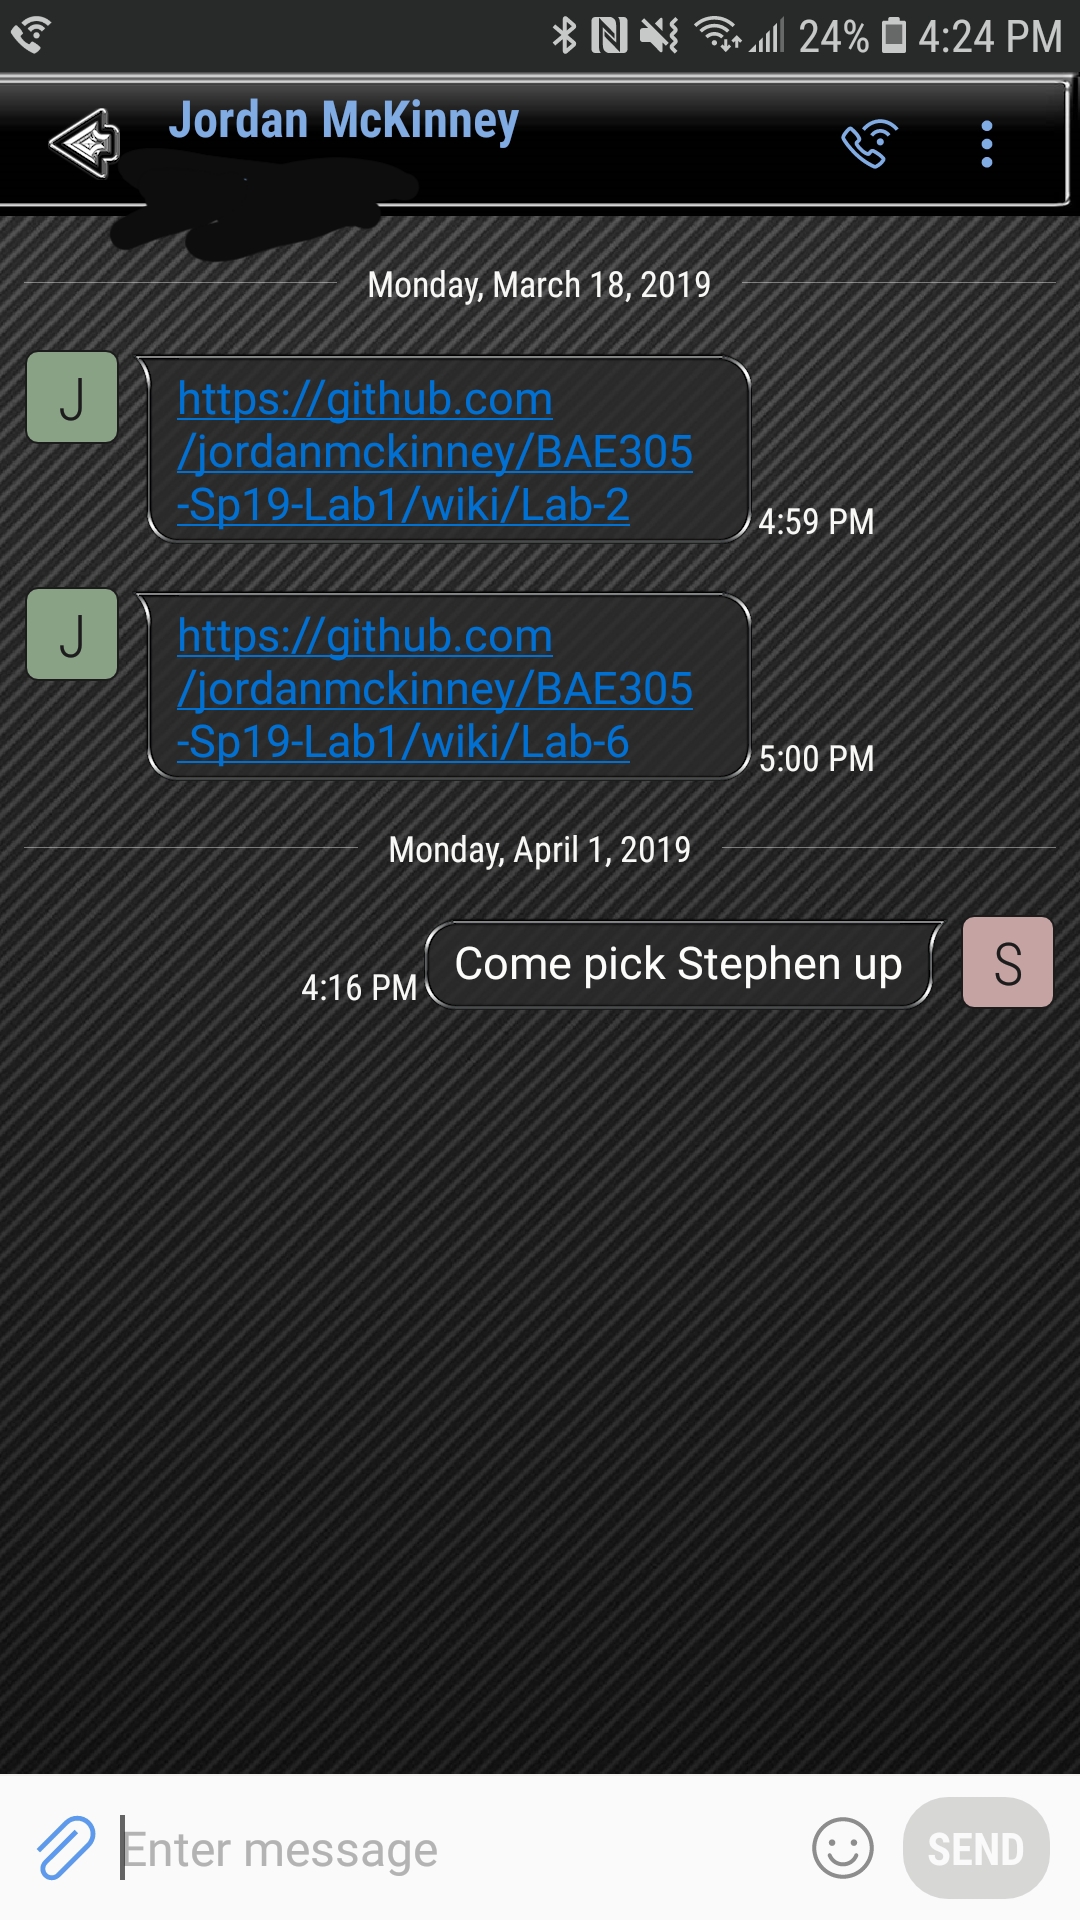 24% 4:24 PM
Jordan McKinney
Monday, March 18, 2019
J
https://github.com
/jordanmckinney/BAE305
-Sp19-Lab1/wiki/Lab-2
4:59 PM
J
https://github.com
/jordanmckinney/BAE305
-Sp19-Lab1/wiki/Lab-6
5:00 PM
Monday, April 1, 2019
4:16 PM Come pick Stephen up S
Enter message SEND